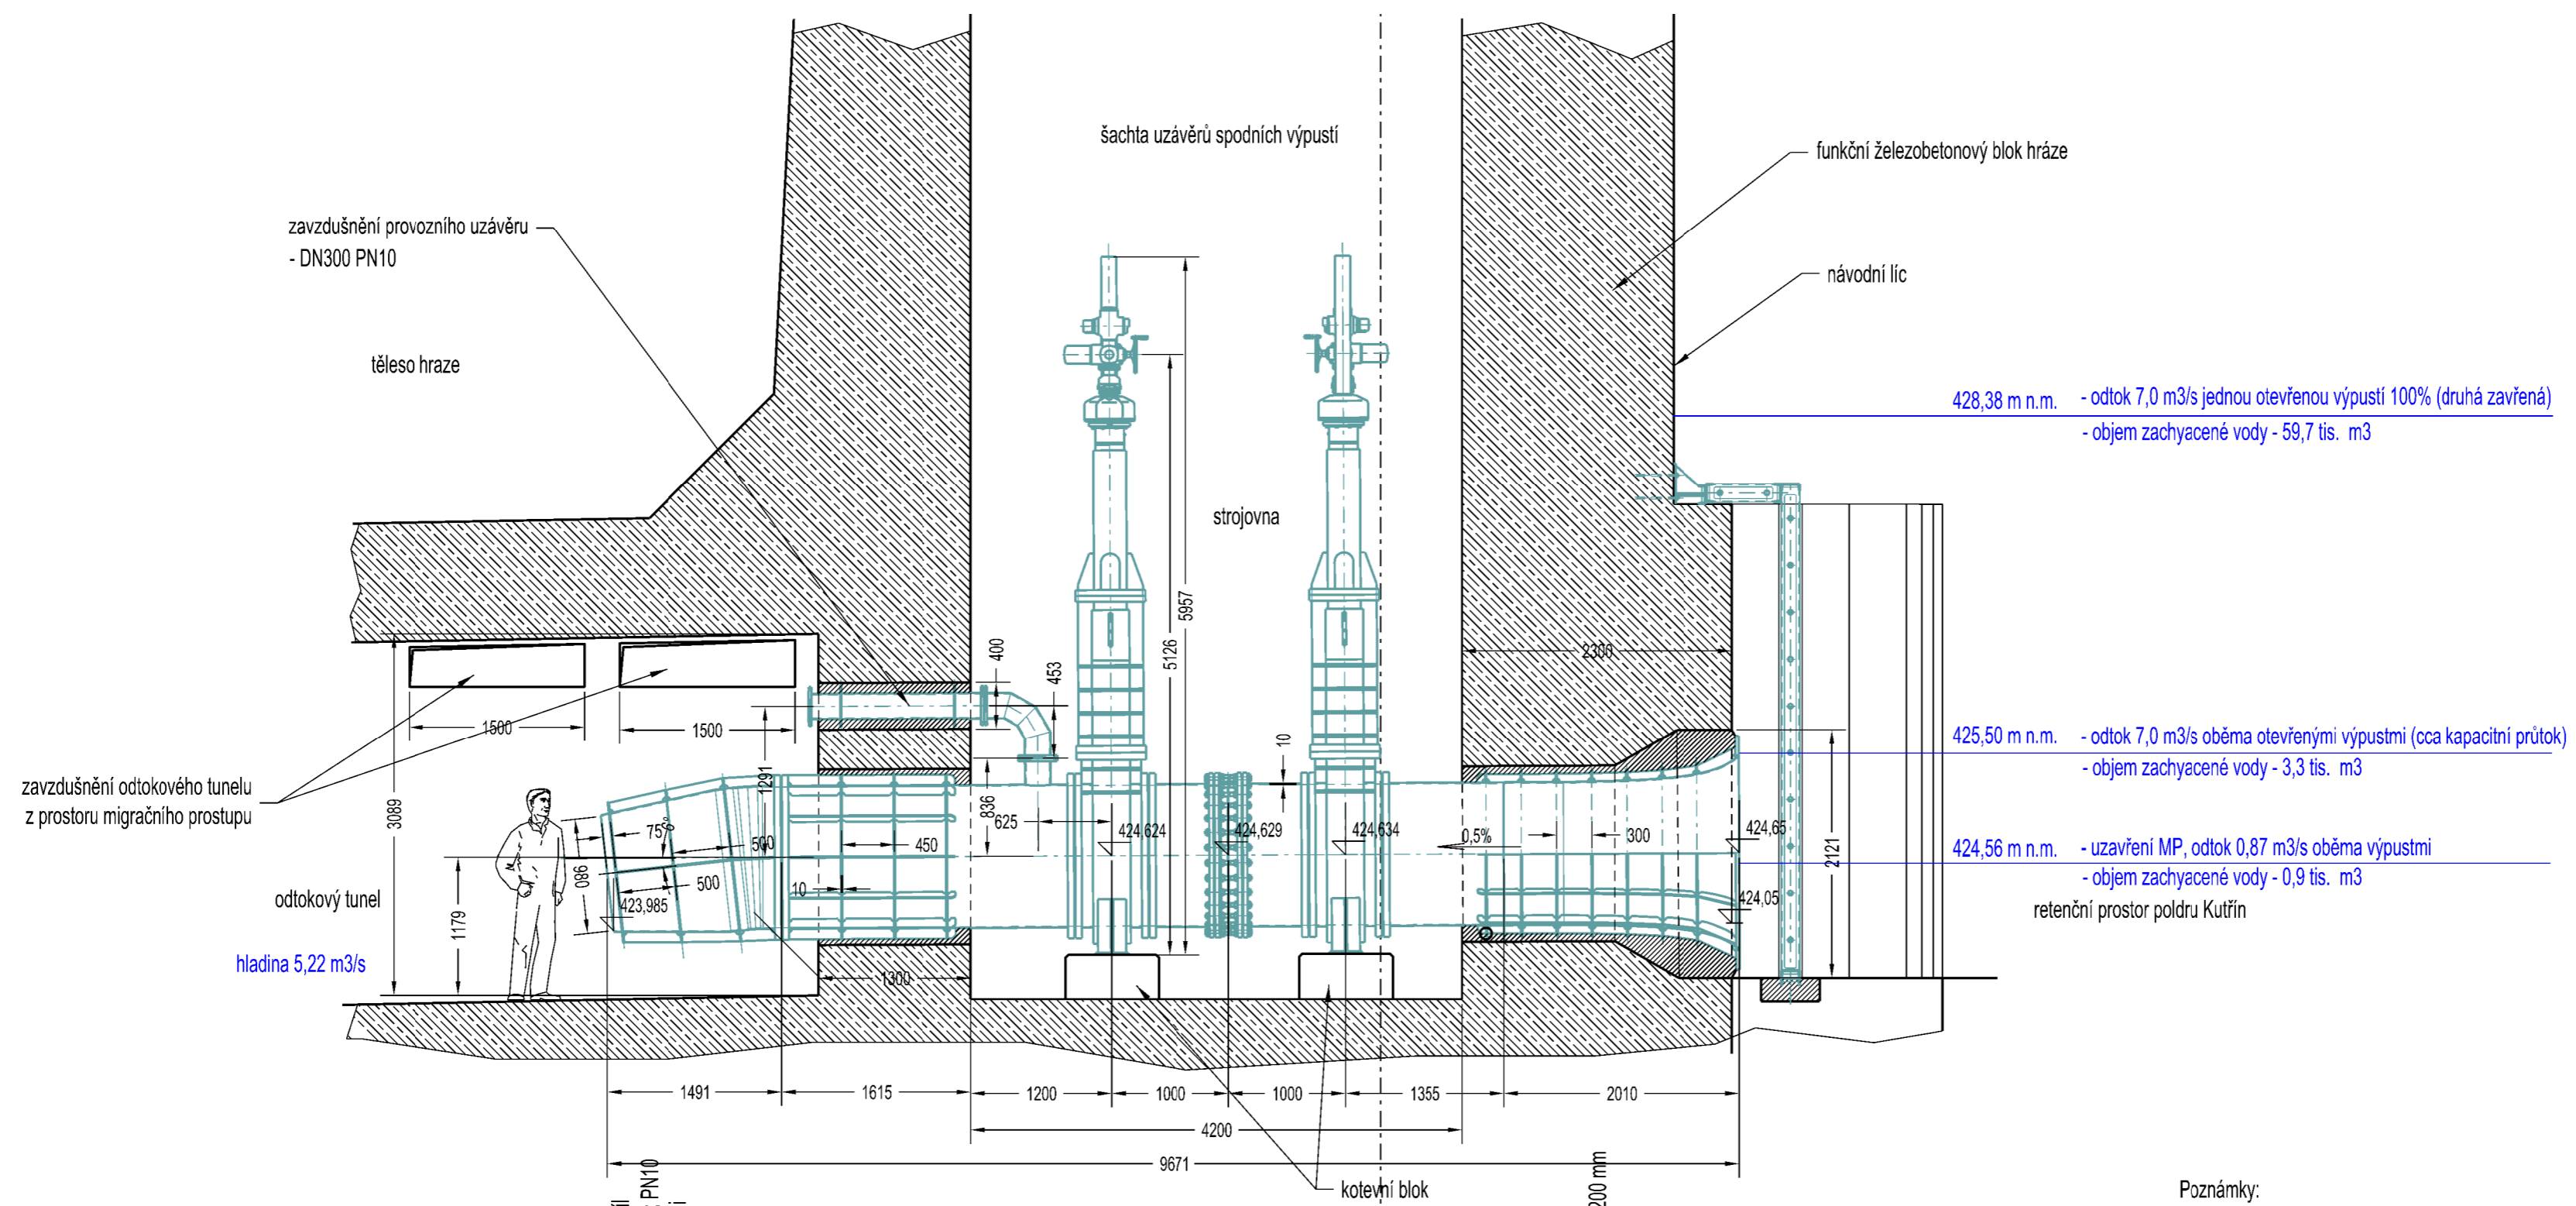 šachta uzávěrů spodních výpustí
funkční železobetonový blok hráze
zavzdušnění provozního uzávěru
- DN300 PN10
návodní líc
těleso hraze
428,38 m n.m. - odtok 7,0 m3/s jednou otevřenou výpustí 100% (druhá zavřená)
- objem zachyacené vody - 59,7 tis. m3
strojovna
5957
5126
400
453
2300
1500
1500
1291
10
425,50 m n.m. - odtok 7,0 m3/s oběma otevřenými výpustmi (cca kapacitní průtok)
- objem zachyacené vody - 3,3 tis. m3
zavzdušnění odtokového tunelu
z prostoru migračního prostupu
3089
836
625
424,624
424,629
424,634
0,5%
300
424,65
2121
75
6°
500
450
980
500
10
423,985
424,05
424,56 m n.m. - uzavření MP, odtok 0,87 m3/s oběma výpustmi
- objem zachyacené vody - 0,9 tis. m3
retenční prostor poldru Kutřín
odtokový tunel
1179
hladina 5,22 m3/s
1300
1491
1615
1200
1000
1000
1355
2010
4200
9671
PN10
200 mm
kotevní blok
Poznámky: